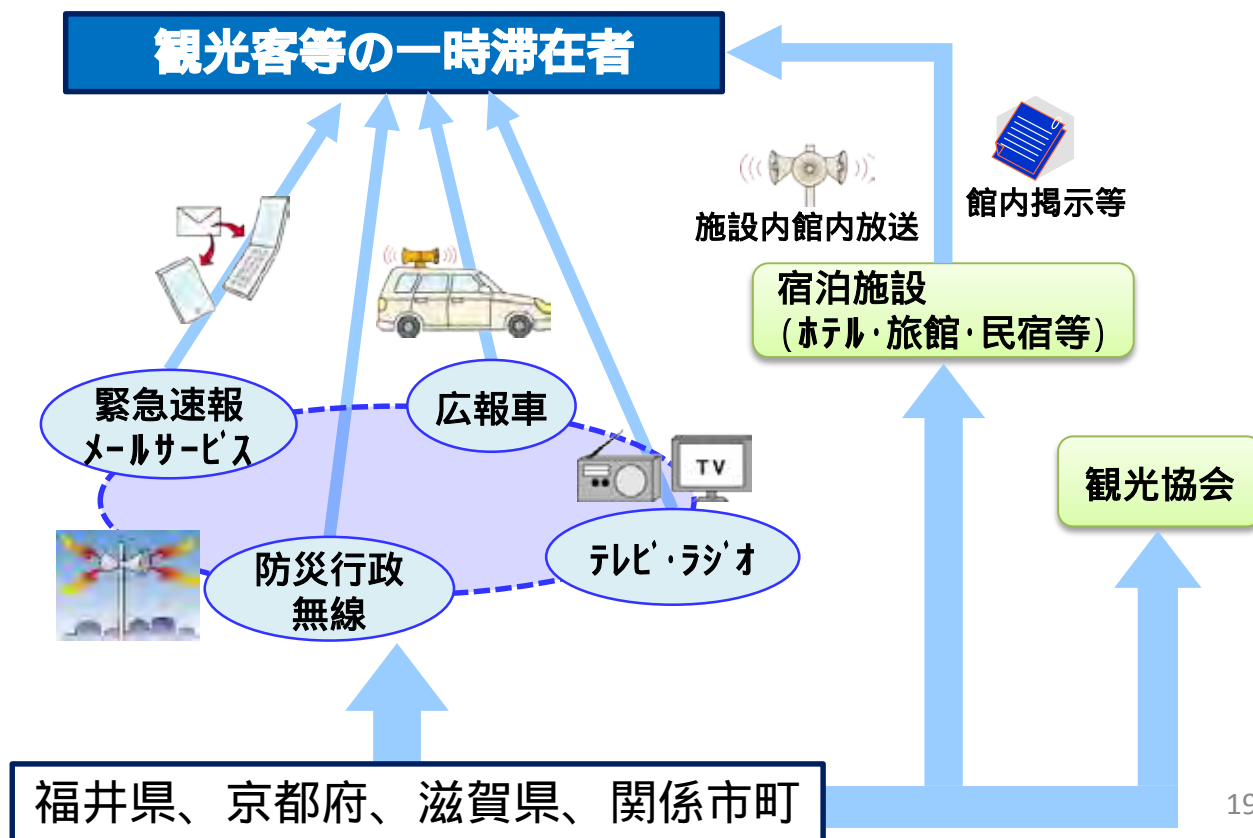 観光客等の一時滞在者
館内掲示等
施設内館内放送
宿泊施設
(ﾎﾃﾙ･旅館･民宿等)
緊急速報
ﾒｰﾙｻｰﾋﾞｽ
広報車
TV
観光協会
防災行政
無線
ﾃﾚﾋﾞ･ﾗｼﾞｵ
福井県、京都府、滋賀県、関係市町
19